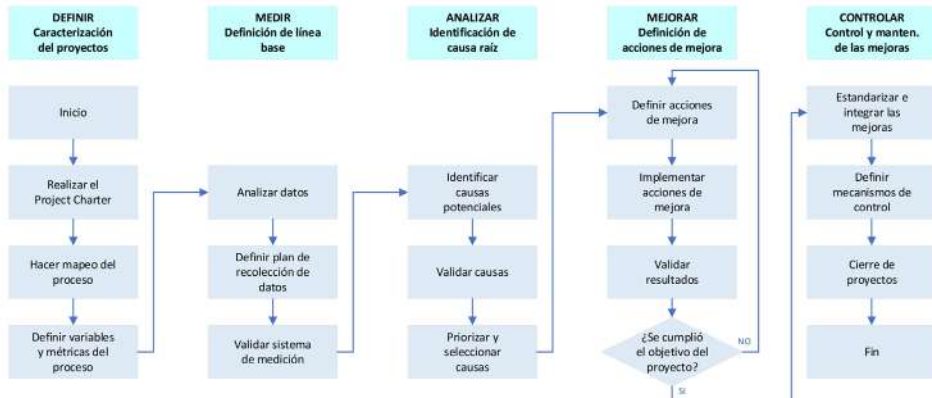 DEFINIR
Caracterización
del proyectos
MEDIR
Definición de línea
base
ANALIZAR
Identificación de
causa raíz
MEJORAR
Definición de
acciones de mejora
CONTROLAR
Control y manten.
de las mejoras
Inicio
Realizar el
Project Charter
Hacer mapeo del
proceso
Definir variables
y métricas del
proceso
Analizar datos
Definir plan de
recolección de
datos
Validar sistema
de medición
Identificar
causas
potenciales
Validar causas
Priorizar y
seleccionar
causas
Definir acciones
de mejora
Implementar
acciones de
mejora
Validar
resultados
¿Se cumplió
el objetivo del
proyecto?
NO
SI
Estandarizar e
integrar las
mejoras
Definir
mecanismos de
control
Cierre de
proyectos
Fin